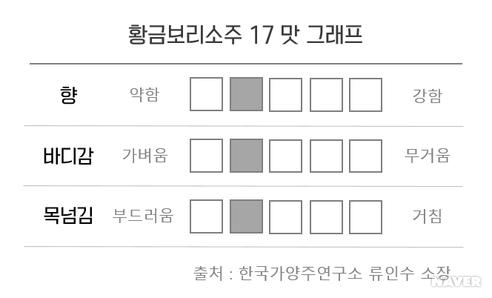 황금보리소주 17 맛 그래프
향 약함 강함
바디감 가벼움 무거움
목넘김 부드러움 거침
출처 : 한국가양주연구소 류인수 소장
NAVER